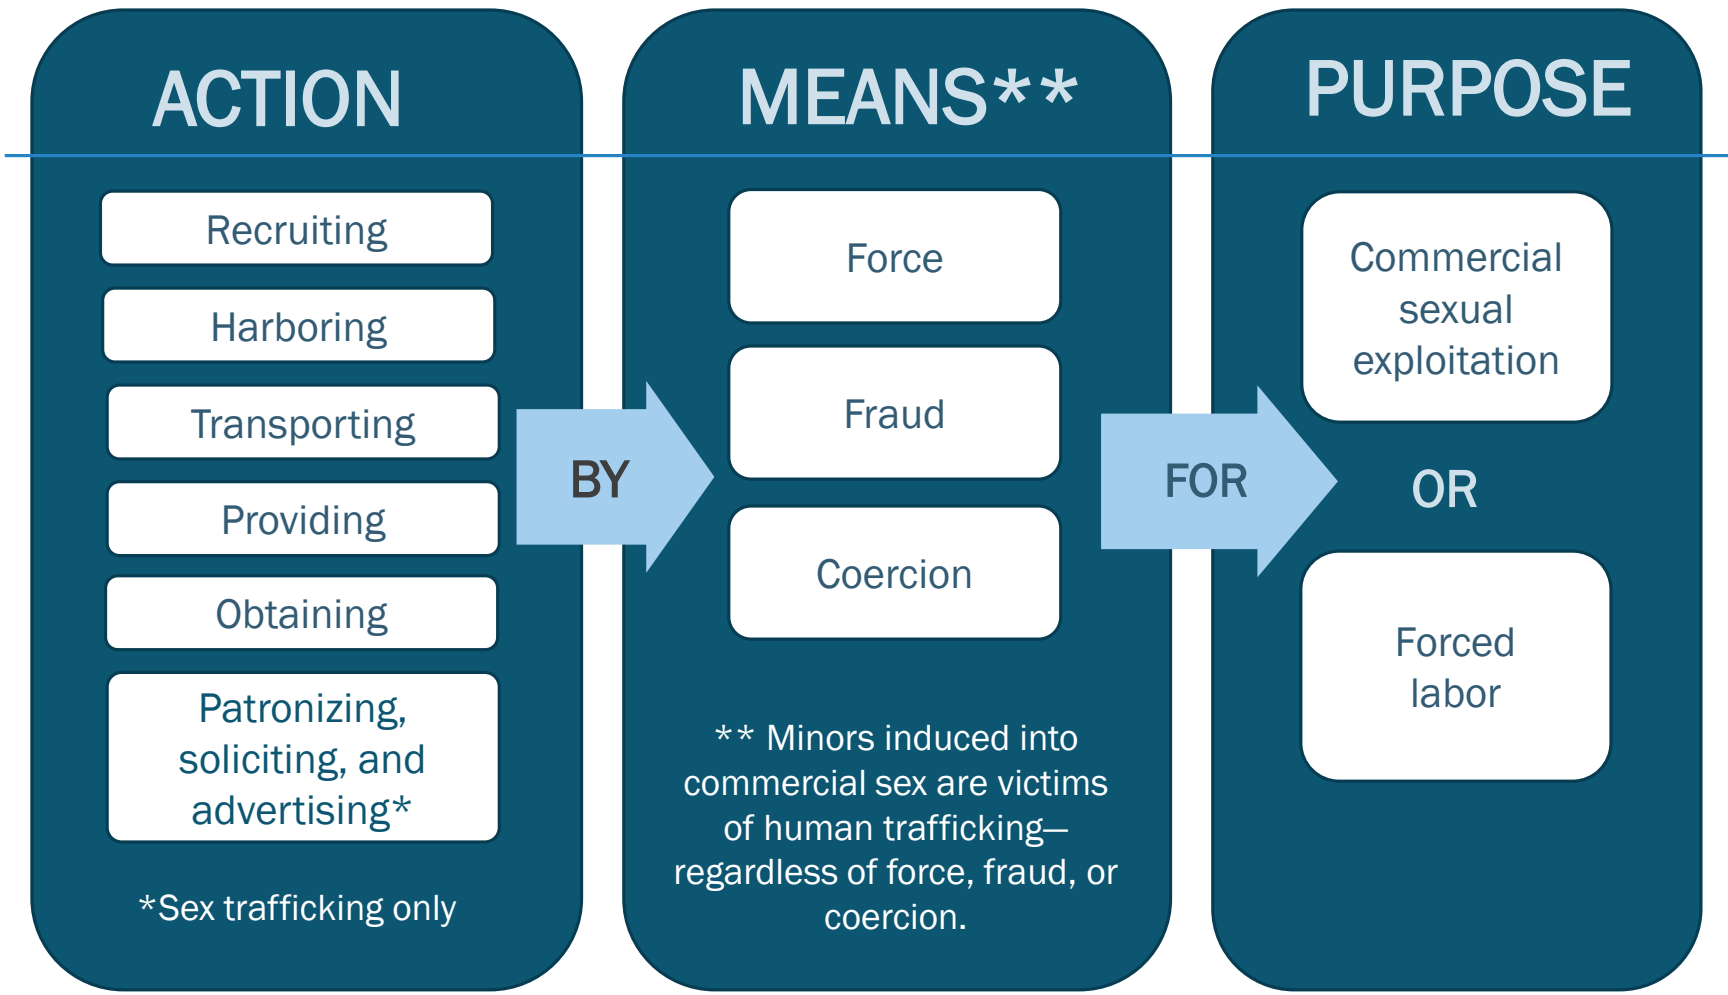 ACTION
Recruiting
Harboring
Transporting
Providing
Obtaining
Patronizing,
soliciting, and
advertising*
*Sex trafficking only
BY
MEANS**
Force
Fraud
Coercion
** Minors induced into
commercial sex are victims
of human trafficking—
regardless of force, fraud, or
coercion.
FOR
PURPOSE
Commercial
sexual
exploitation
OR
Forced
labor